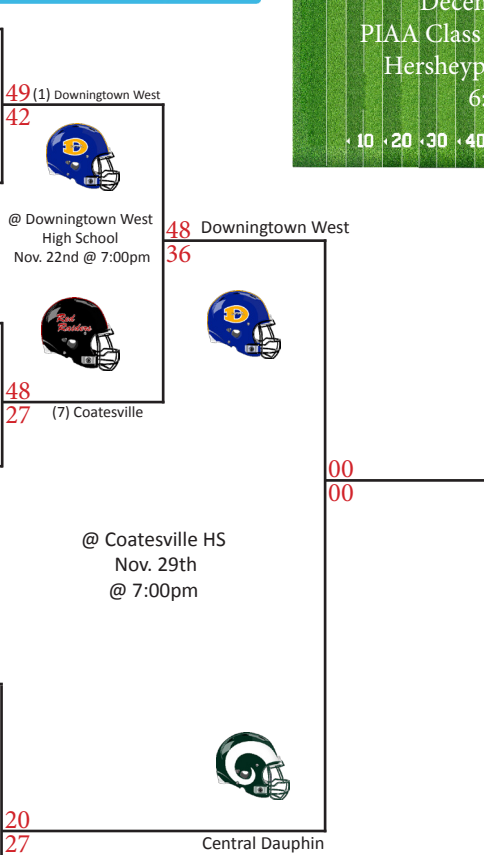 PIAA Class
10 20 30 40
49 (1) Downingtown West
42
D
@ Downingtown West
High School
Nov. 22nd @ 7:00pm
48 Downingtown West
36
Red
Raiders
D
48
27 (7) Coatesville
00
00
@ Coatesville HS
Nov. 29th
@ 7:00pm
20
27 Central Dauphin